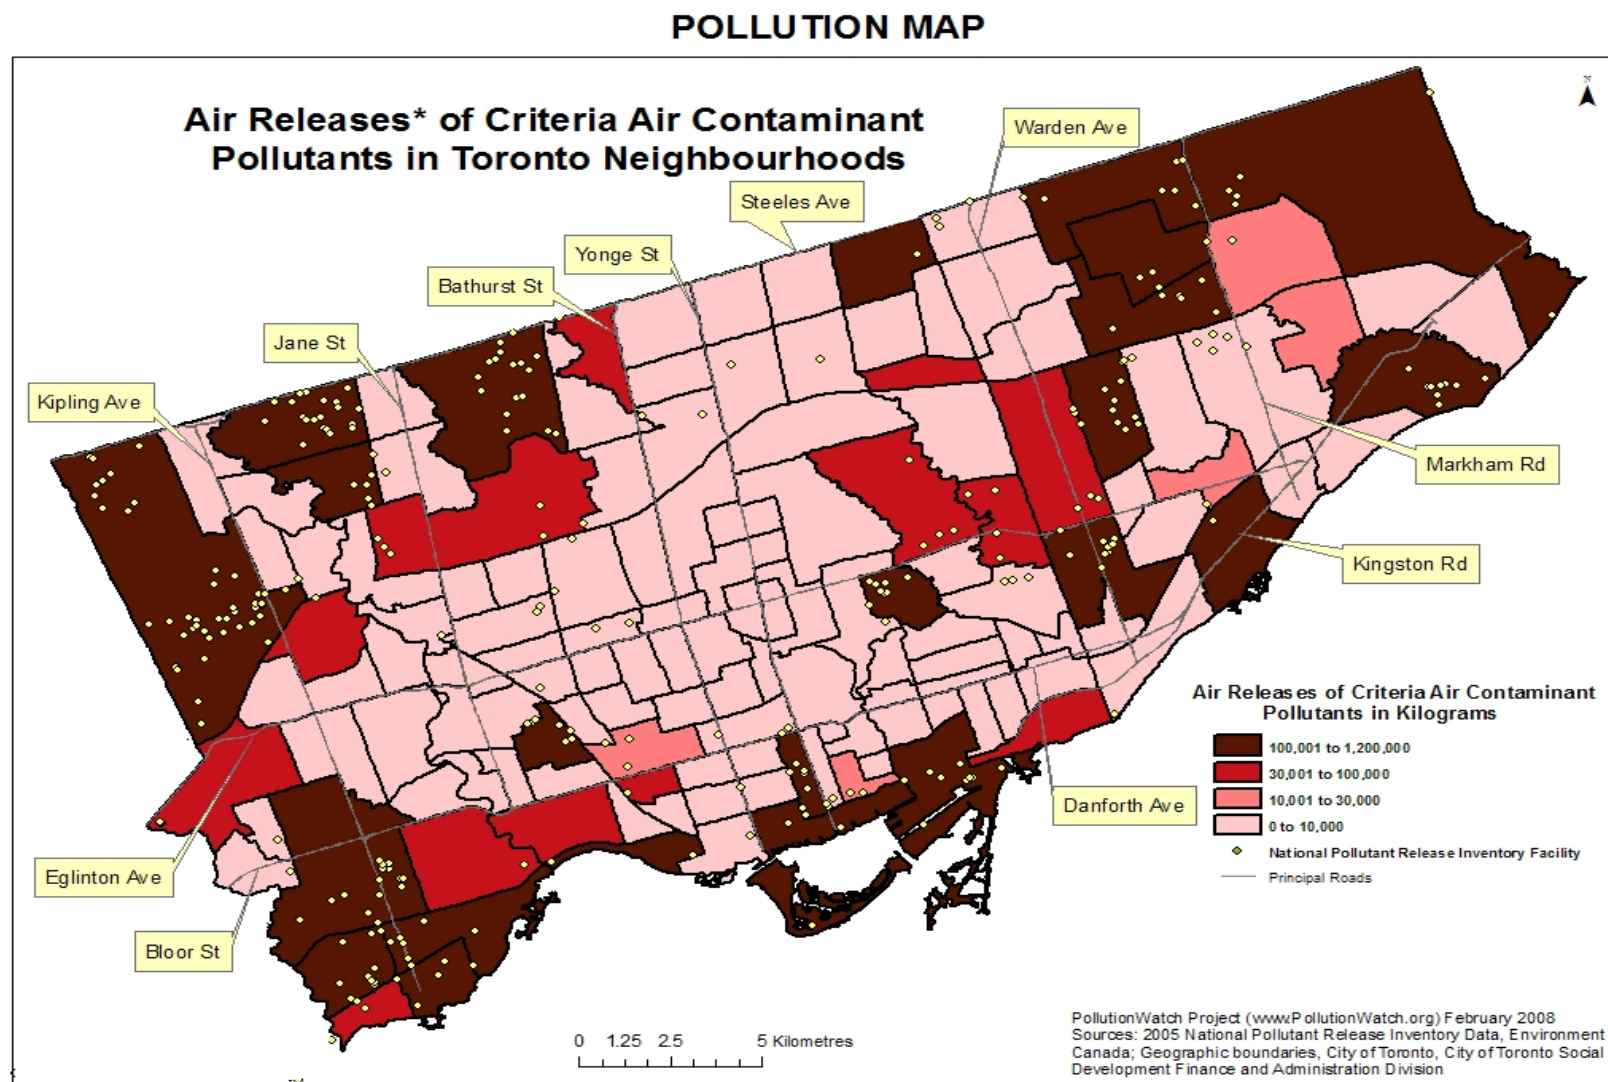 POLLUTION MAP
Air Releases* of Criteria Air Contaminant
Pollutants in Toronto Neighbourhoods
N
Warden Ave
Steeles Ave
Yonge St
Bathurst St
Jane St
Kipling Ave
Markham Rd
Kingston Rd
Danforth Ave
Eglinton Ave
Bloor St
Air Releases of Criteria Air Contaminant
Pollutants in Kilograms
100,001 to 1,200,000
30,001 to 100,000
10,001 to 30,000
0 to 10,000
National Pollutant Release Inventory Facility
Principal Roads
0 1.25 2.5 5 Kilometres
PollutionWatch Project (www.PollutionWatch.org) February 2008
Sources: 2005 National Pollutant Release Inventory Data, Environment
Canada; Geographic boundaries, City of Toronto, City of Toronto Social
Development Finance and Administration Division